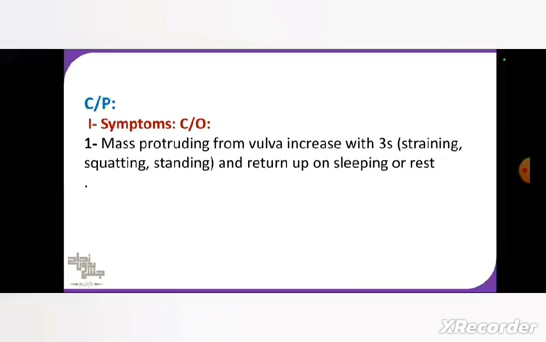 C/P:
I- Symptoms: C/O:
1- Mass protruding from vulva increase with 3s (straining,
squatting, standing) and return up on sleeping or rest
.
XRecorder